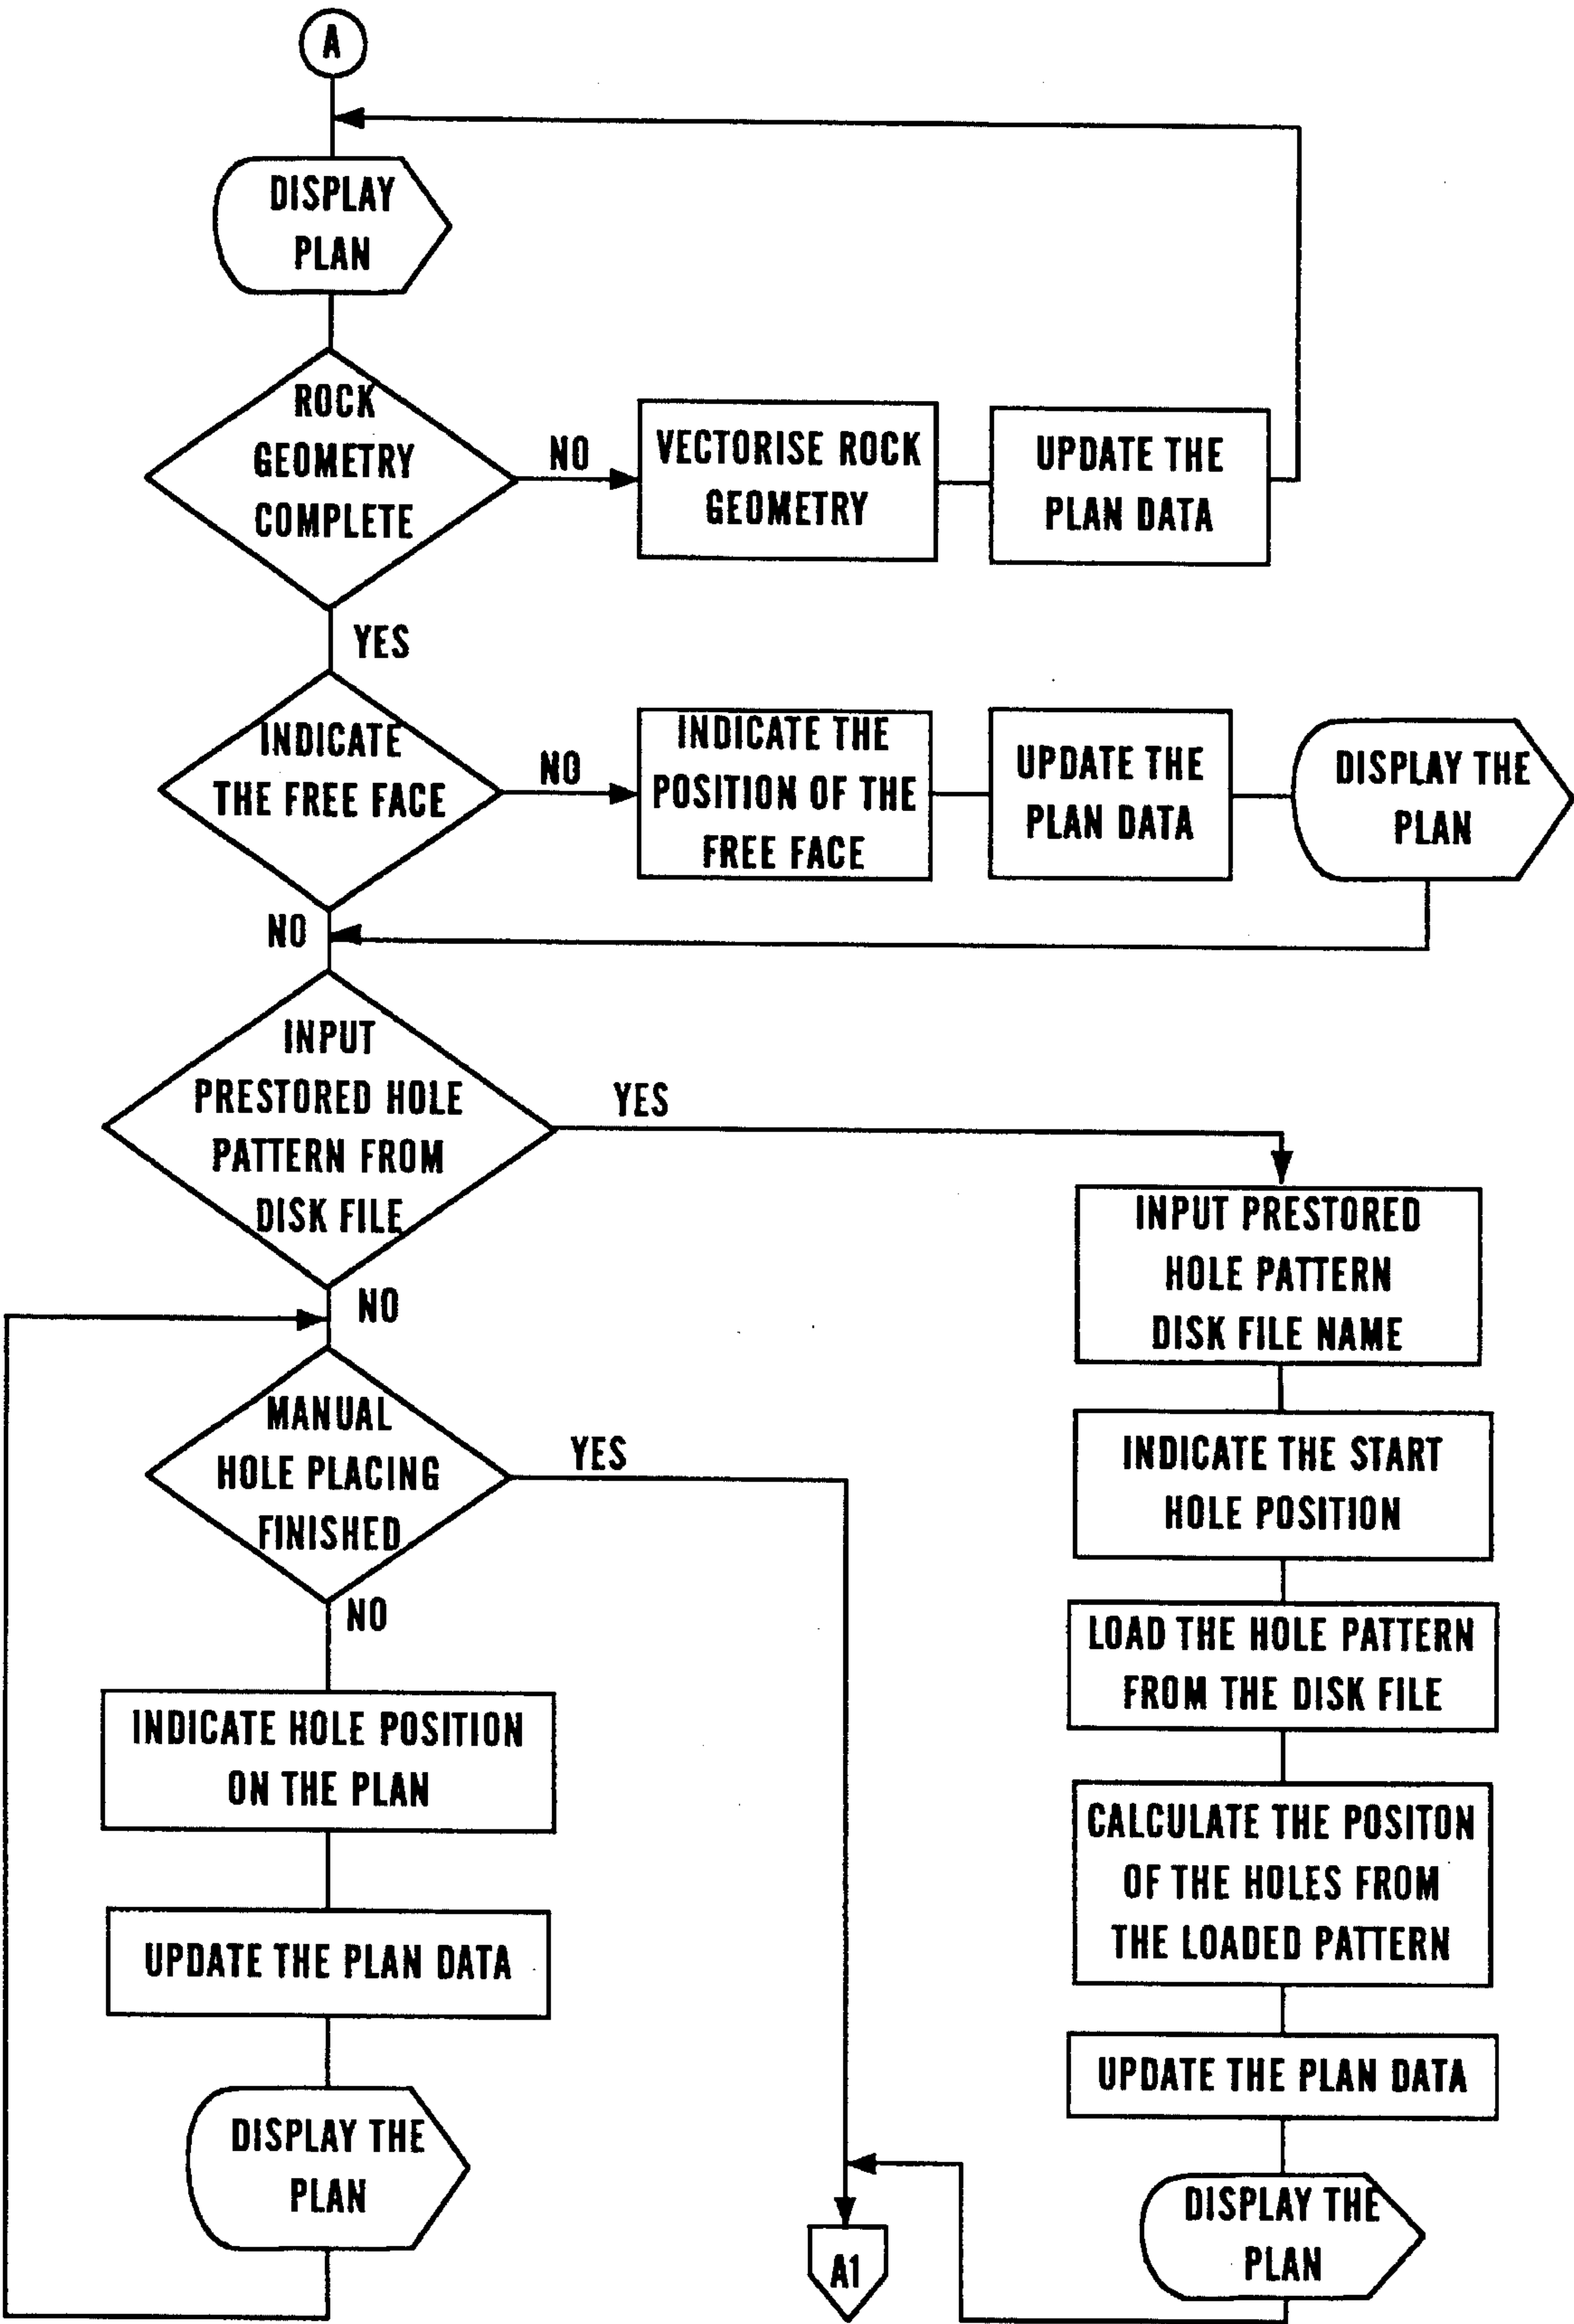 A
DISPLAY
PLAN
ROCK
GEOMETRY
COMPLETE
NO
VECTORISE ROCK
GEOMETRY
UPDATE THE
PLAN DATA
YES
INDICATE
THE FREE FACE
NO
INDICATE THE
POSITION OF THE
FREE FACE
UPDATE THE
PLAN DATA
DISPLAY THE
PLAN
NO
INPUT
PRESTORED HOLE
PATTERN FROM
DISK FILE
YES
INPUT PRESTORED
HOLE PATTERN
DISK FILE NAME
NO
MANUAL
HOLE PLACING
FINISHED
YES
INDICATE THE START
HOLE POSITION
NO
LOAD THE HOLE PATTERN
FROM THE DISK FILE
INDICATE HOLE POSITION
ON THE PLAN
CALCULATE THE POSITON
OF THE HOLES FROM
THE LOADED PATTERN
UPDATE THE PLAN DATA
UPDATE THE PLAN DATA
DISPLAY THE
PLAN
DISPLAY THE
PLAN
A1